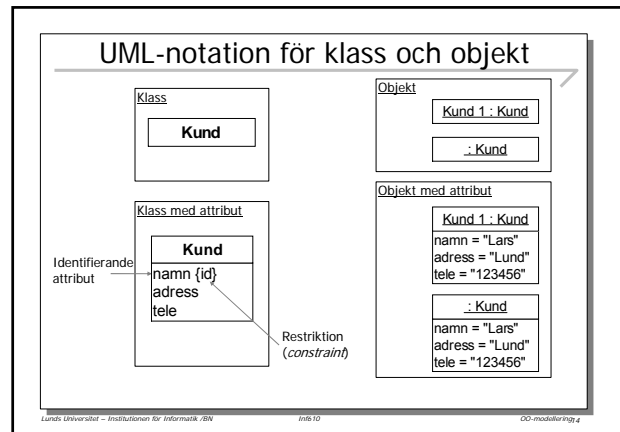 UML-notation för klass och objekt
Klass
Kund
Klass med attribut
Kund
namn {id}
adress
tele
Identifierande
attribut
Restriktion
(constraint)
Objekt
Kund 1 : Kund
: Kund
Objekt med attribut
Kund 1 : Kund
namn = "Lars"
adress = "Lund"
tele = "123456"
: Kund
namn = "Lars"
adress = "Lund"
tele = "123456"
Lunds Universitet – Institutionen för Informatik /BN
Inf610
OO-modellering14